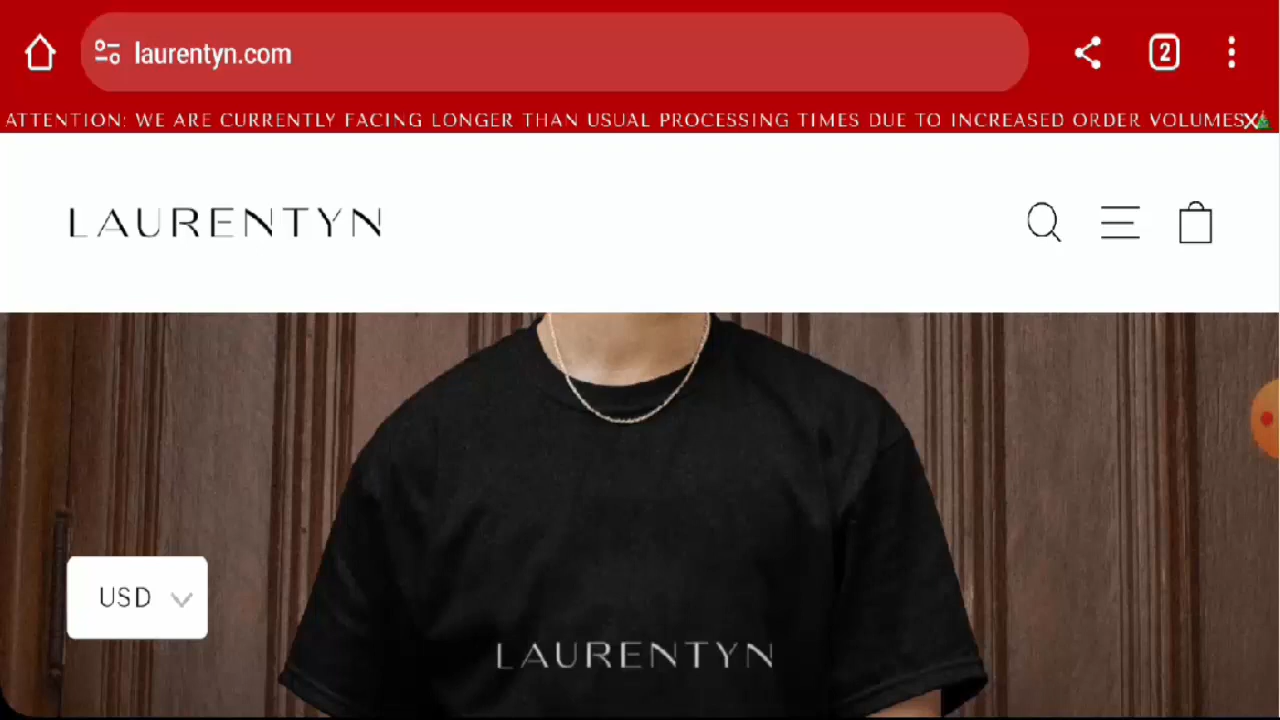 laurentyn.com
2
ATTENTION: WE ARE CURRENTLY FACING LONGER THAN USUAL PROCESSING TIMES DUE TO INCREASED ORDER VOLUMES
LAURENTYN
USD
LAURENTYN